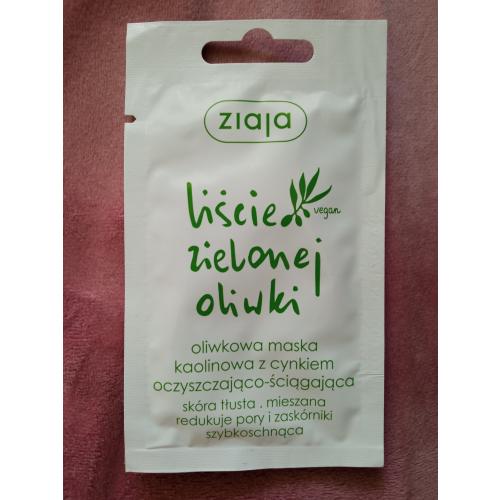 ziaja
liście vegan
zielonej
oliwki
oliwkowa maska
kaolinowa z cynkiem
oczyszczająco-ściągająca
skóra tłusta . mieszana
redukuje pory i zaskórniki
szybkoschnąca